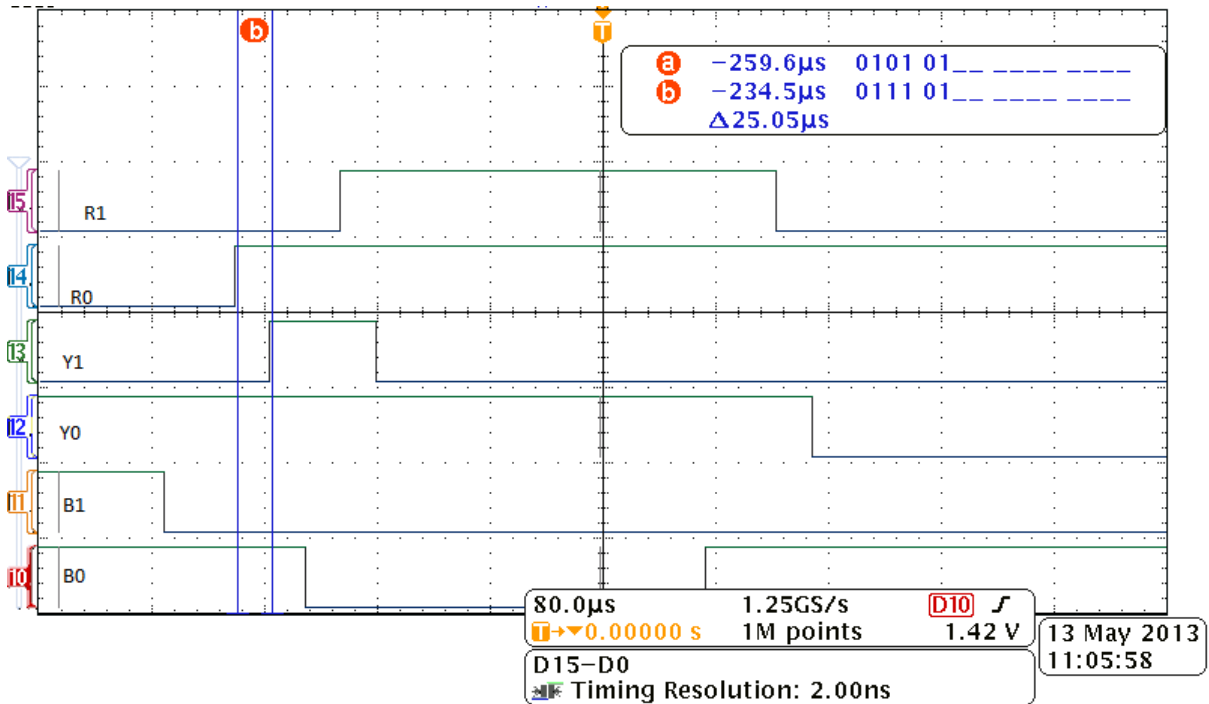 b
T
a −259.6µs 0101 01__ ____ ____
b −234.5µs 0111 01__ ____ ____
Δ25.05µs
15 R1
14 R0
13 Y1
12 Y0
11 B1
10 B0
80.0µs 1.25GS/s D10
T→▼0.00000 s 1M points 1.42 V
13 May 2013
11:05:58
D15−D0
Timing Resolution: 2.00ns